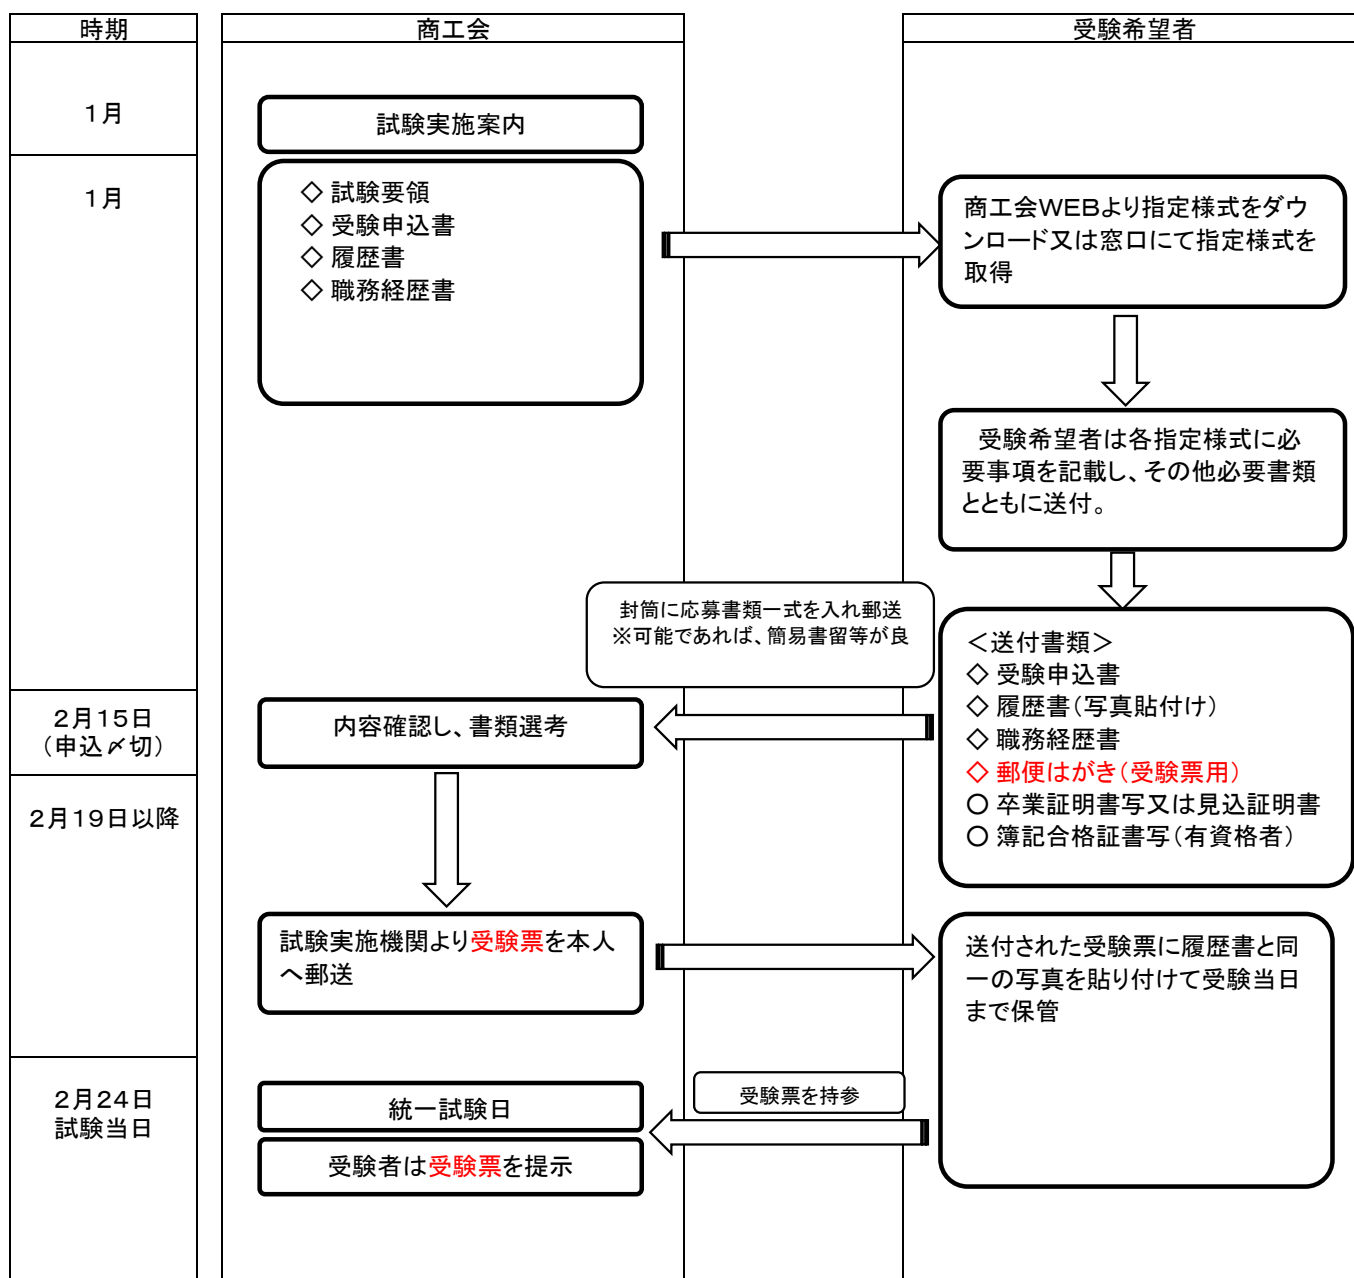 時期
商工会
受験希望者
1月
試験実施案内
1月
◇ 試験要領
◇ 受験申込書
◇ 履歴書
◇ 職務経歴書
商工会WEBより指定様式をダウ
ンロード又は窓口にて指定様式を
取得
受験希望者は各指定様式に必
要事項を記載し、その他必要書類
とともに送付。
封筒に応募書類一式を入れ郵送
※可能であれば、簡易書留等が良
＜送付書類＞
◇ 受験申込書
◇ 履歴書（写真貼付け）
◇ 職務経歴書
◇ 郵便はがき（受験票用）
○ 卒業証明書写又は見込証明書
○ 簿記合格証書写（有資格者）
2月15日
（申込〆切）
内容確認し、書類選考
2月19日以降
試験実施機関より受験票を本人
へ郵送
送付された受験票に履歴書と同
一の写真を貼り付けて受験当日
まで保管
2月24日
試験当日
統一試験日
受験票を持参
受験者は受験票を提示